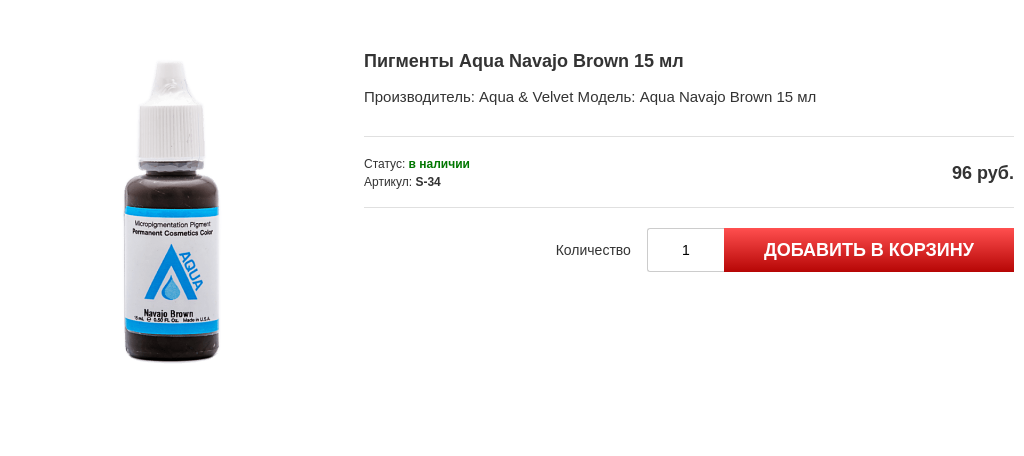 Пигменты Aqua Navajo Brown 15 мл
Производитель: Aqua & Velvet Модель: Aqua Navajo Brown 15 мл
Статус: в наличии
Артикул: S-34
96 руб.
Количество
1
ДОБАВИТЬ В КОРЗИНУ
Micropigmentation Pigment
Permanent Cosmetics Color
AQUA
Navajo Brown
15 mL ℮ 0.50 Fl. Oz. Made in U.S.A.